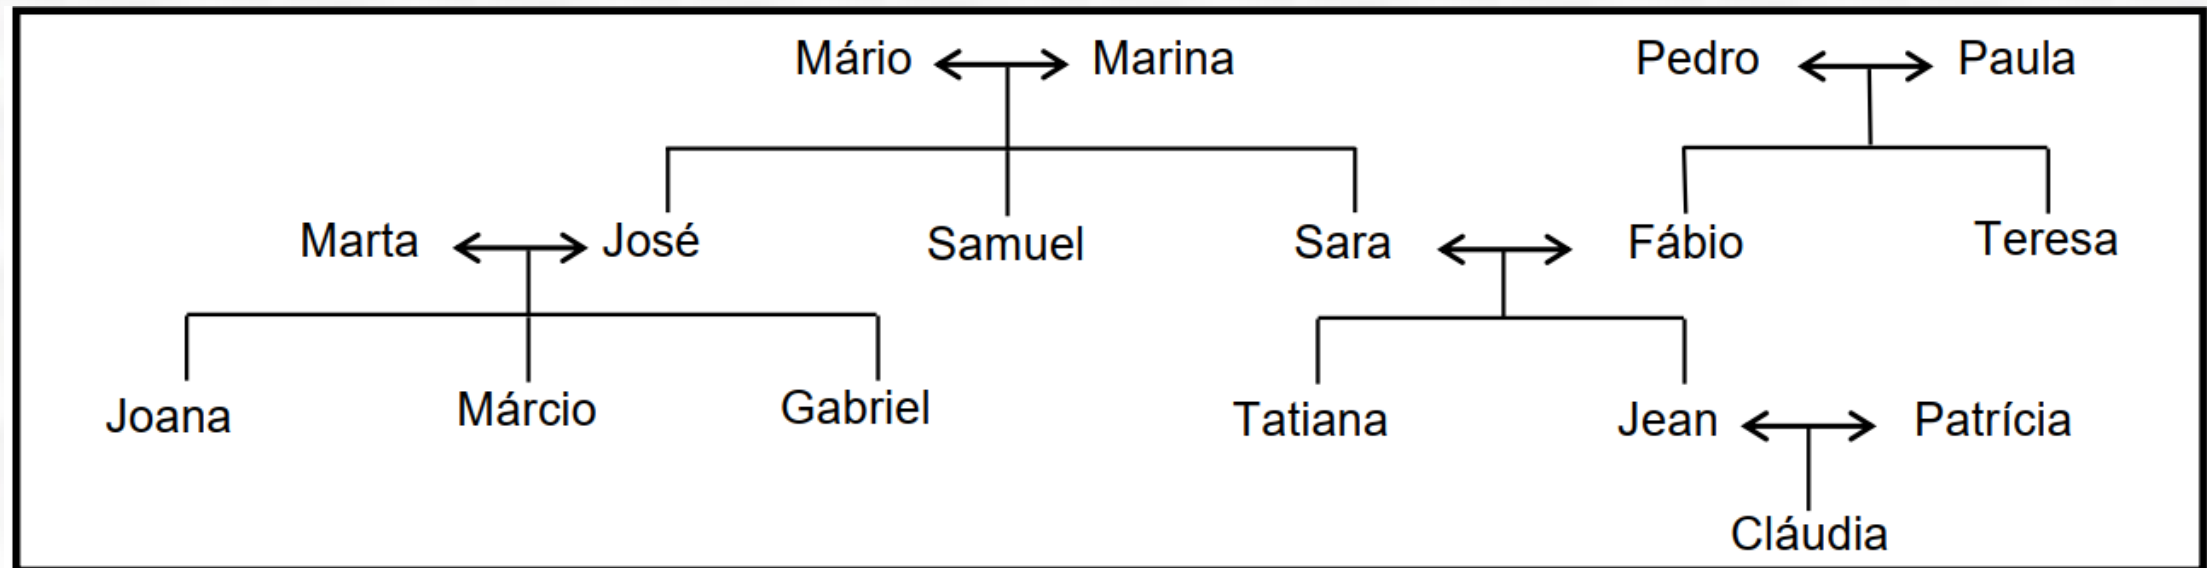 Mário Marina Pedro Paula
Marta José Samuel Sara Fábio Teresa
Joana Márcio Gabriel Tatiana Jean Patrícia
Cláudia